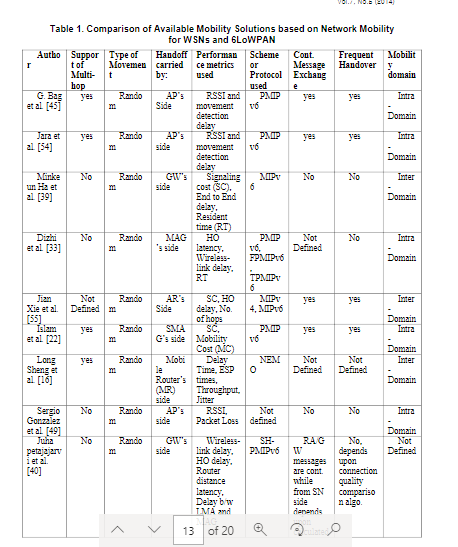 Vol.7, No.5 (2014)
Table 1. Comparison of Available Mobility Solutions based on Network Mobility
for WSNs and 6LoWPAN
Autho Suppor Type of Handoff Performan Scheme Cont. Frequent Mobilit
r t of Movemen carried ce metrics or Message Handover y
Multi- t by: used Protocol Exchang domain
hop used e
G. Bag yes Rando AP's RSSI and PMIP yes yes Intra
et al. [45] m Side movement v6 -
detection Domain
delay
Jara et yes Rando AP's RSSI and PMIP yes yes Intra
al. [54] m side movement v6 -
detection Domain
delay
Minke No Rando GW's Signaling MIPv No No Inter
un Ha et m side cost (SC), 6 -
al. [39] End to End Domain
delay,
Resident
time (RT)
Dizhi No Rando MAG HO PMIP Not No Intra
et al. [33] m 's side latency, v6, Defined -
Wireless- FPMIPv6 Domain
link delay, ,
RT TPMIPv
6
Jian Not Rando AR's SC, HO MIPv yes yes Inter
Xie et al. Defined m Side delay, No. 4, MIPv6 -
[55] of hops Domain
Islam yes Rando SMA SC, PMIP yes yes Intra
et al. [22] m G's side Mobility v6 -
Cost (MC) Domain
Long yes Rando Mobi Delay NEM Not Not Inter
Sheng et m le Time, ESP O Defined Defined -
al. [16] Router's times, Domain
(MR) Throughput,
side Jitter
Sergio No Rando AP's RSSI, Not No No Intra
Gonzalez m side Packet Loss defined -
et al. [49] Domain
Juha No Rando GW's Wireless- SH- RA/G No, Not
petajajarv m side link delay, PMIPv6 W depends Defined
i et al. HO delay, messages upon
[40] Router are cont. connection
distance while quality
latency, from SN compariso
Delay b/w side n algo.
LMA and depends
13 of 20